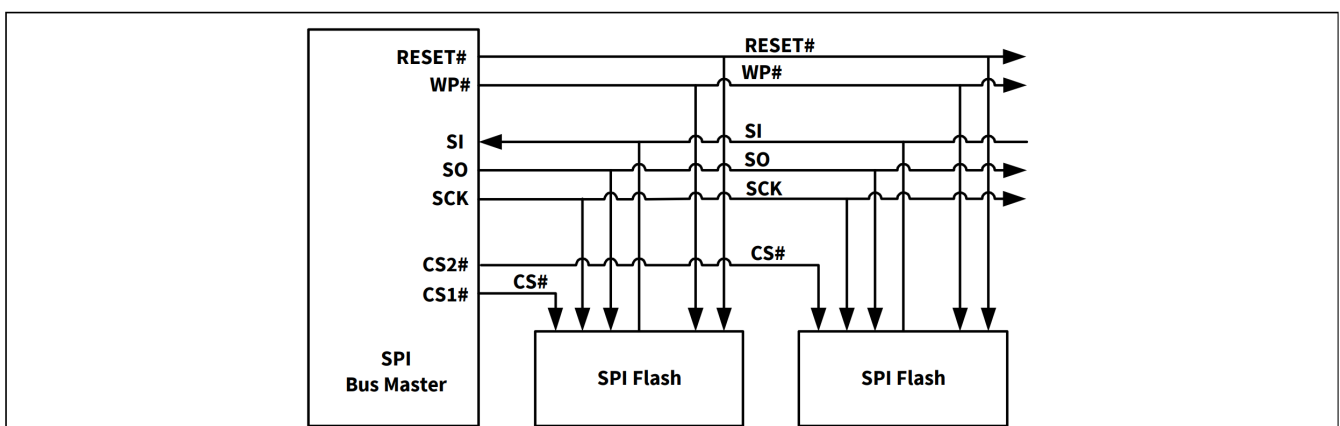 RESET#
RESET#
WP#
WP#
SI
SI
SO
SO
SCK
SCK
CS2#
CS#
CS1#
CS#
SPI
Bus Master
SPI Flash
SPI Flash